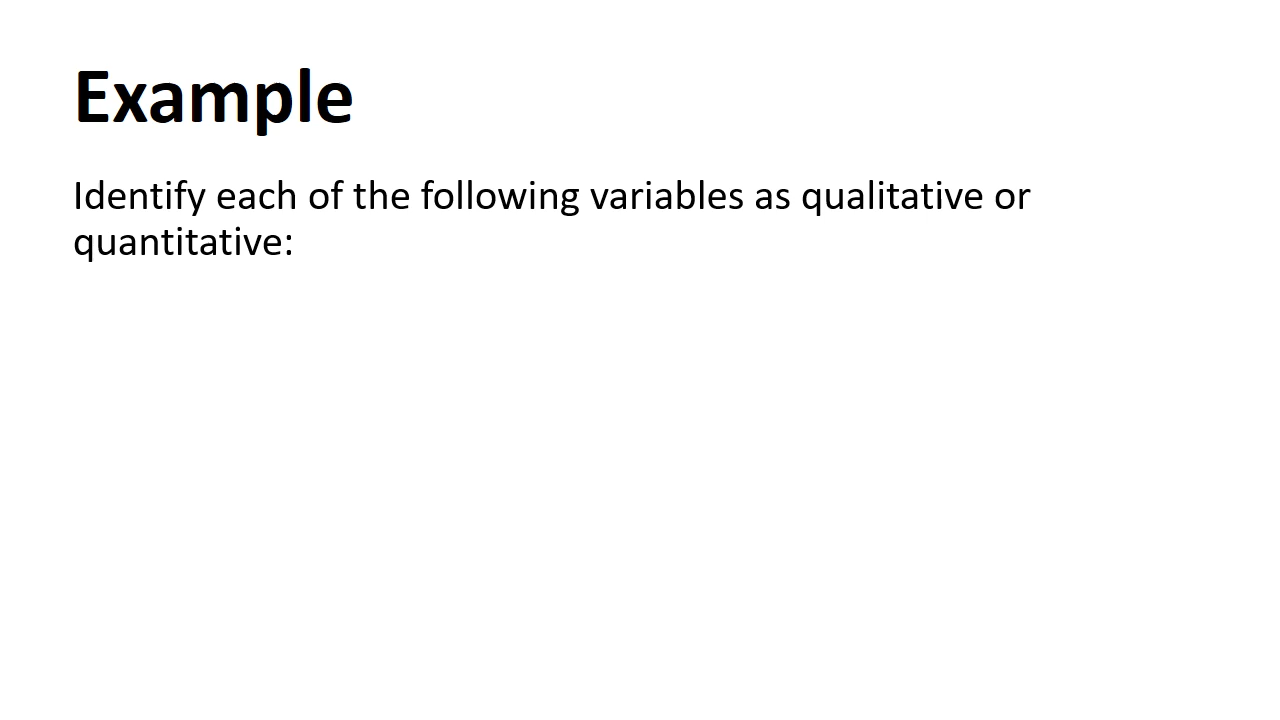 Example
Identify each of the following variables as qualitative or
quantitative: